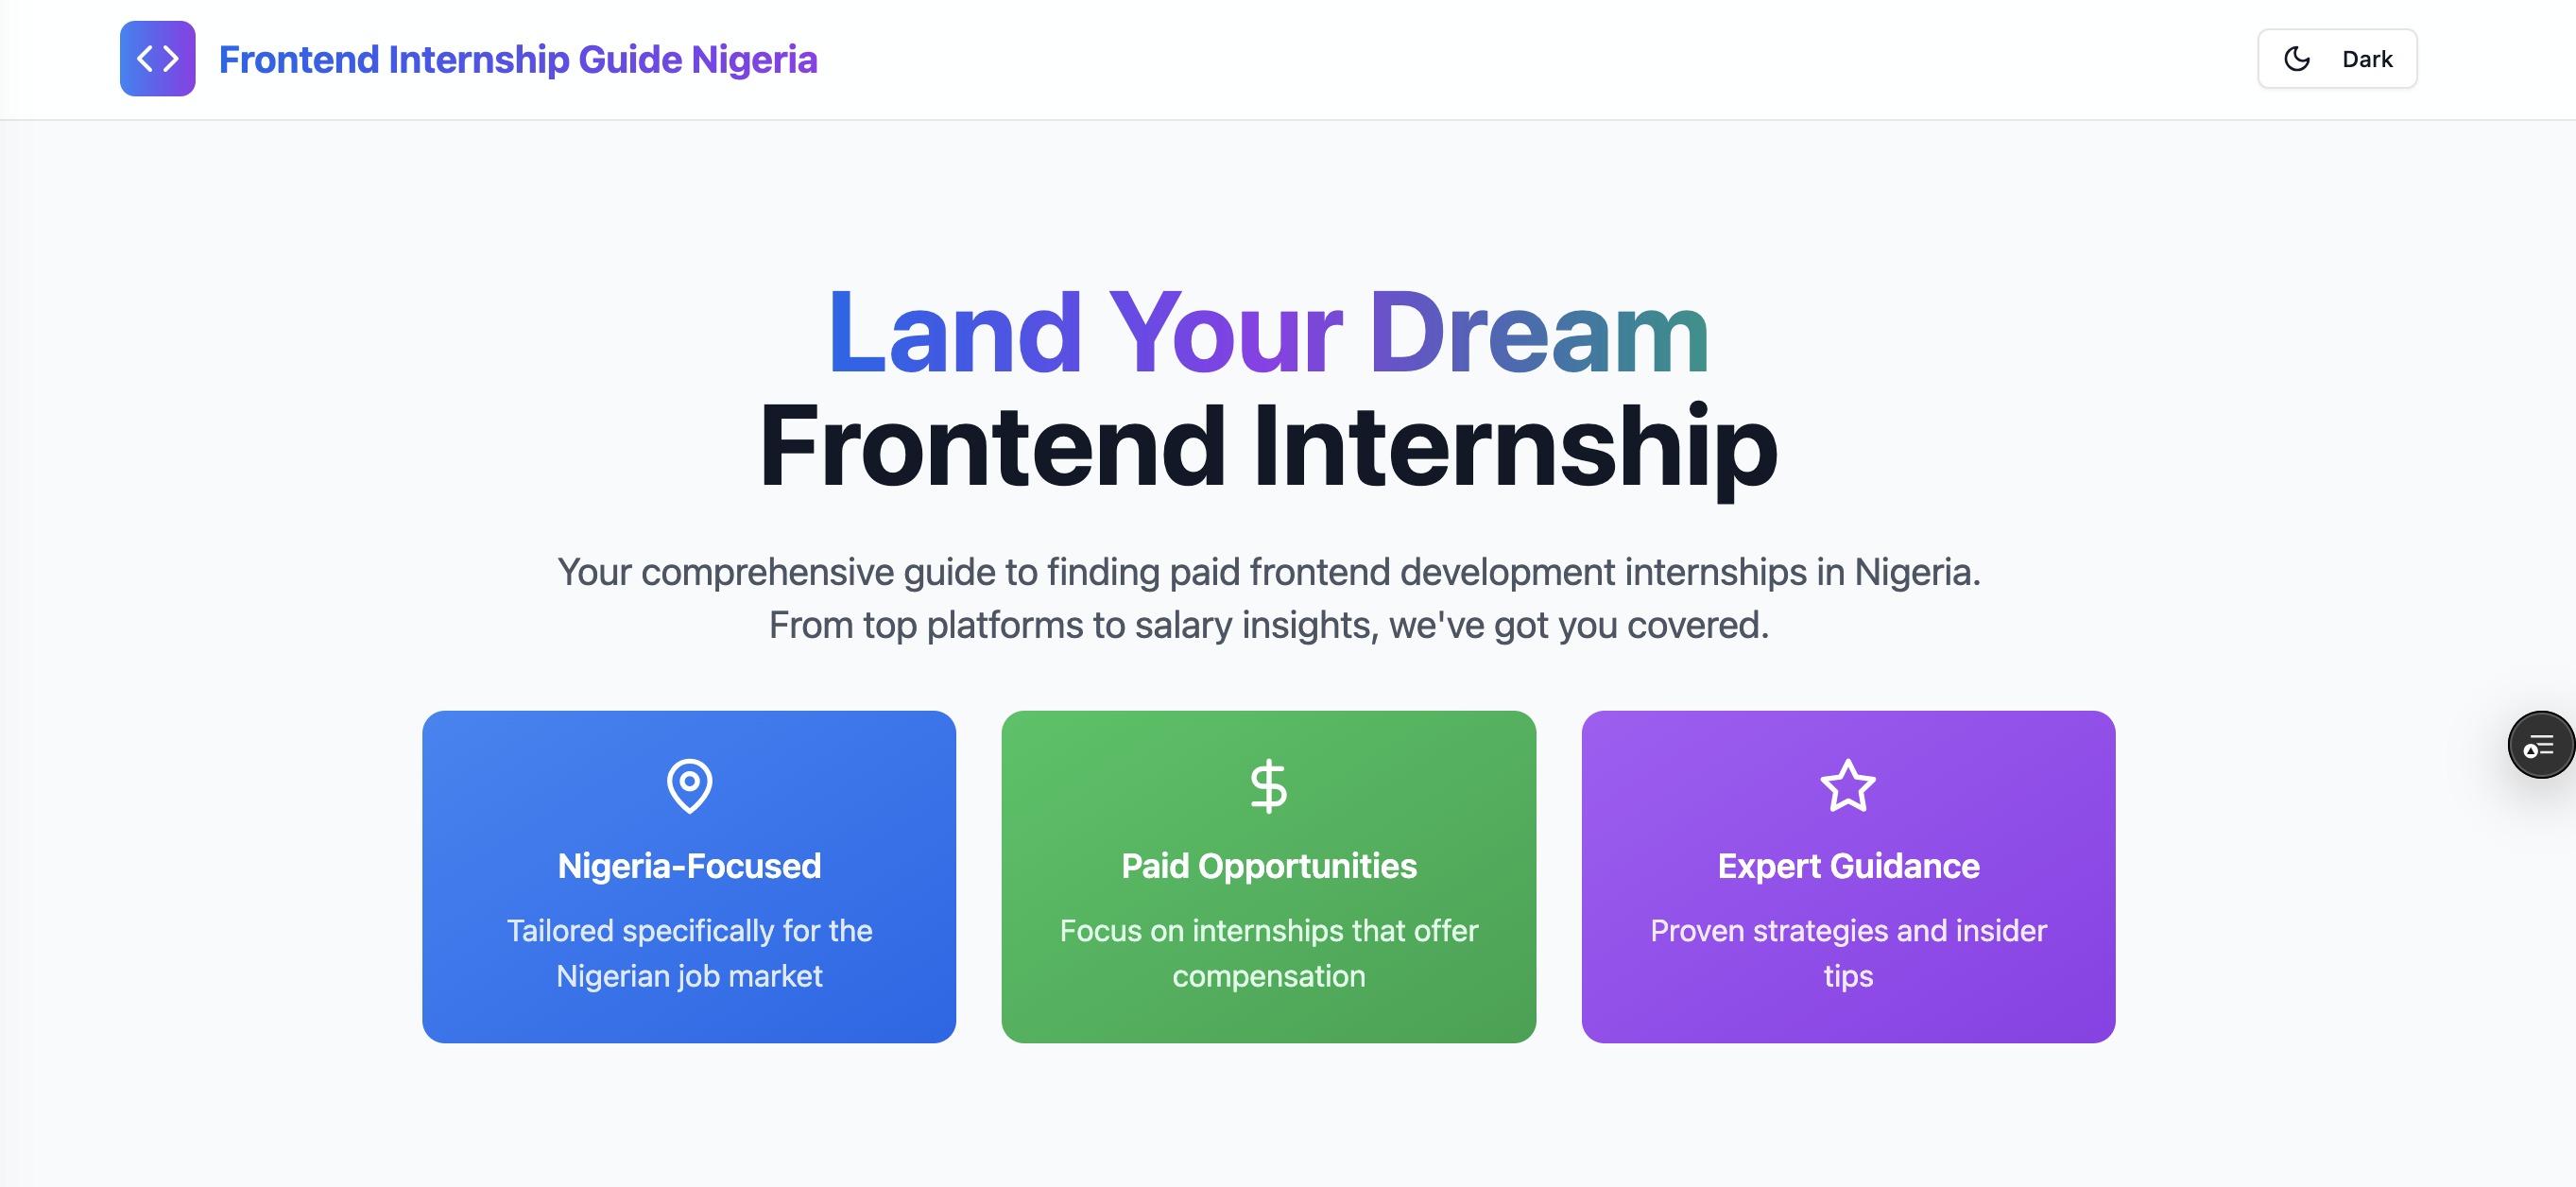 Frontend Internship Guide Nigeria
Dark
Land Your Dream
Frontend Internship
Your comprehensive guide to finding paid frontend development internships in Nigeria.
From top platforms to salary insights, we've got you covered.
Nigeria-Focused
Tailored specifically for the
Nigerian job market
Paid Opportunities
Focus on internships that offer
compensation
Expert Guidance
Proven strategies and insider
tips